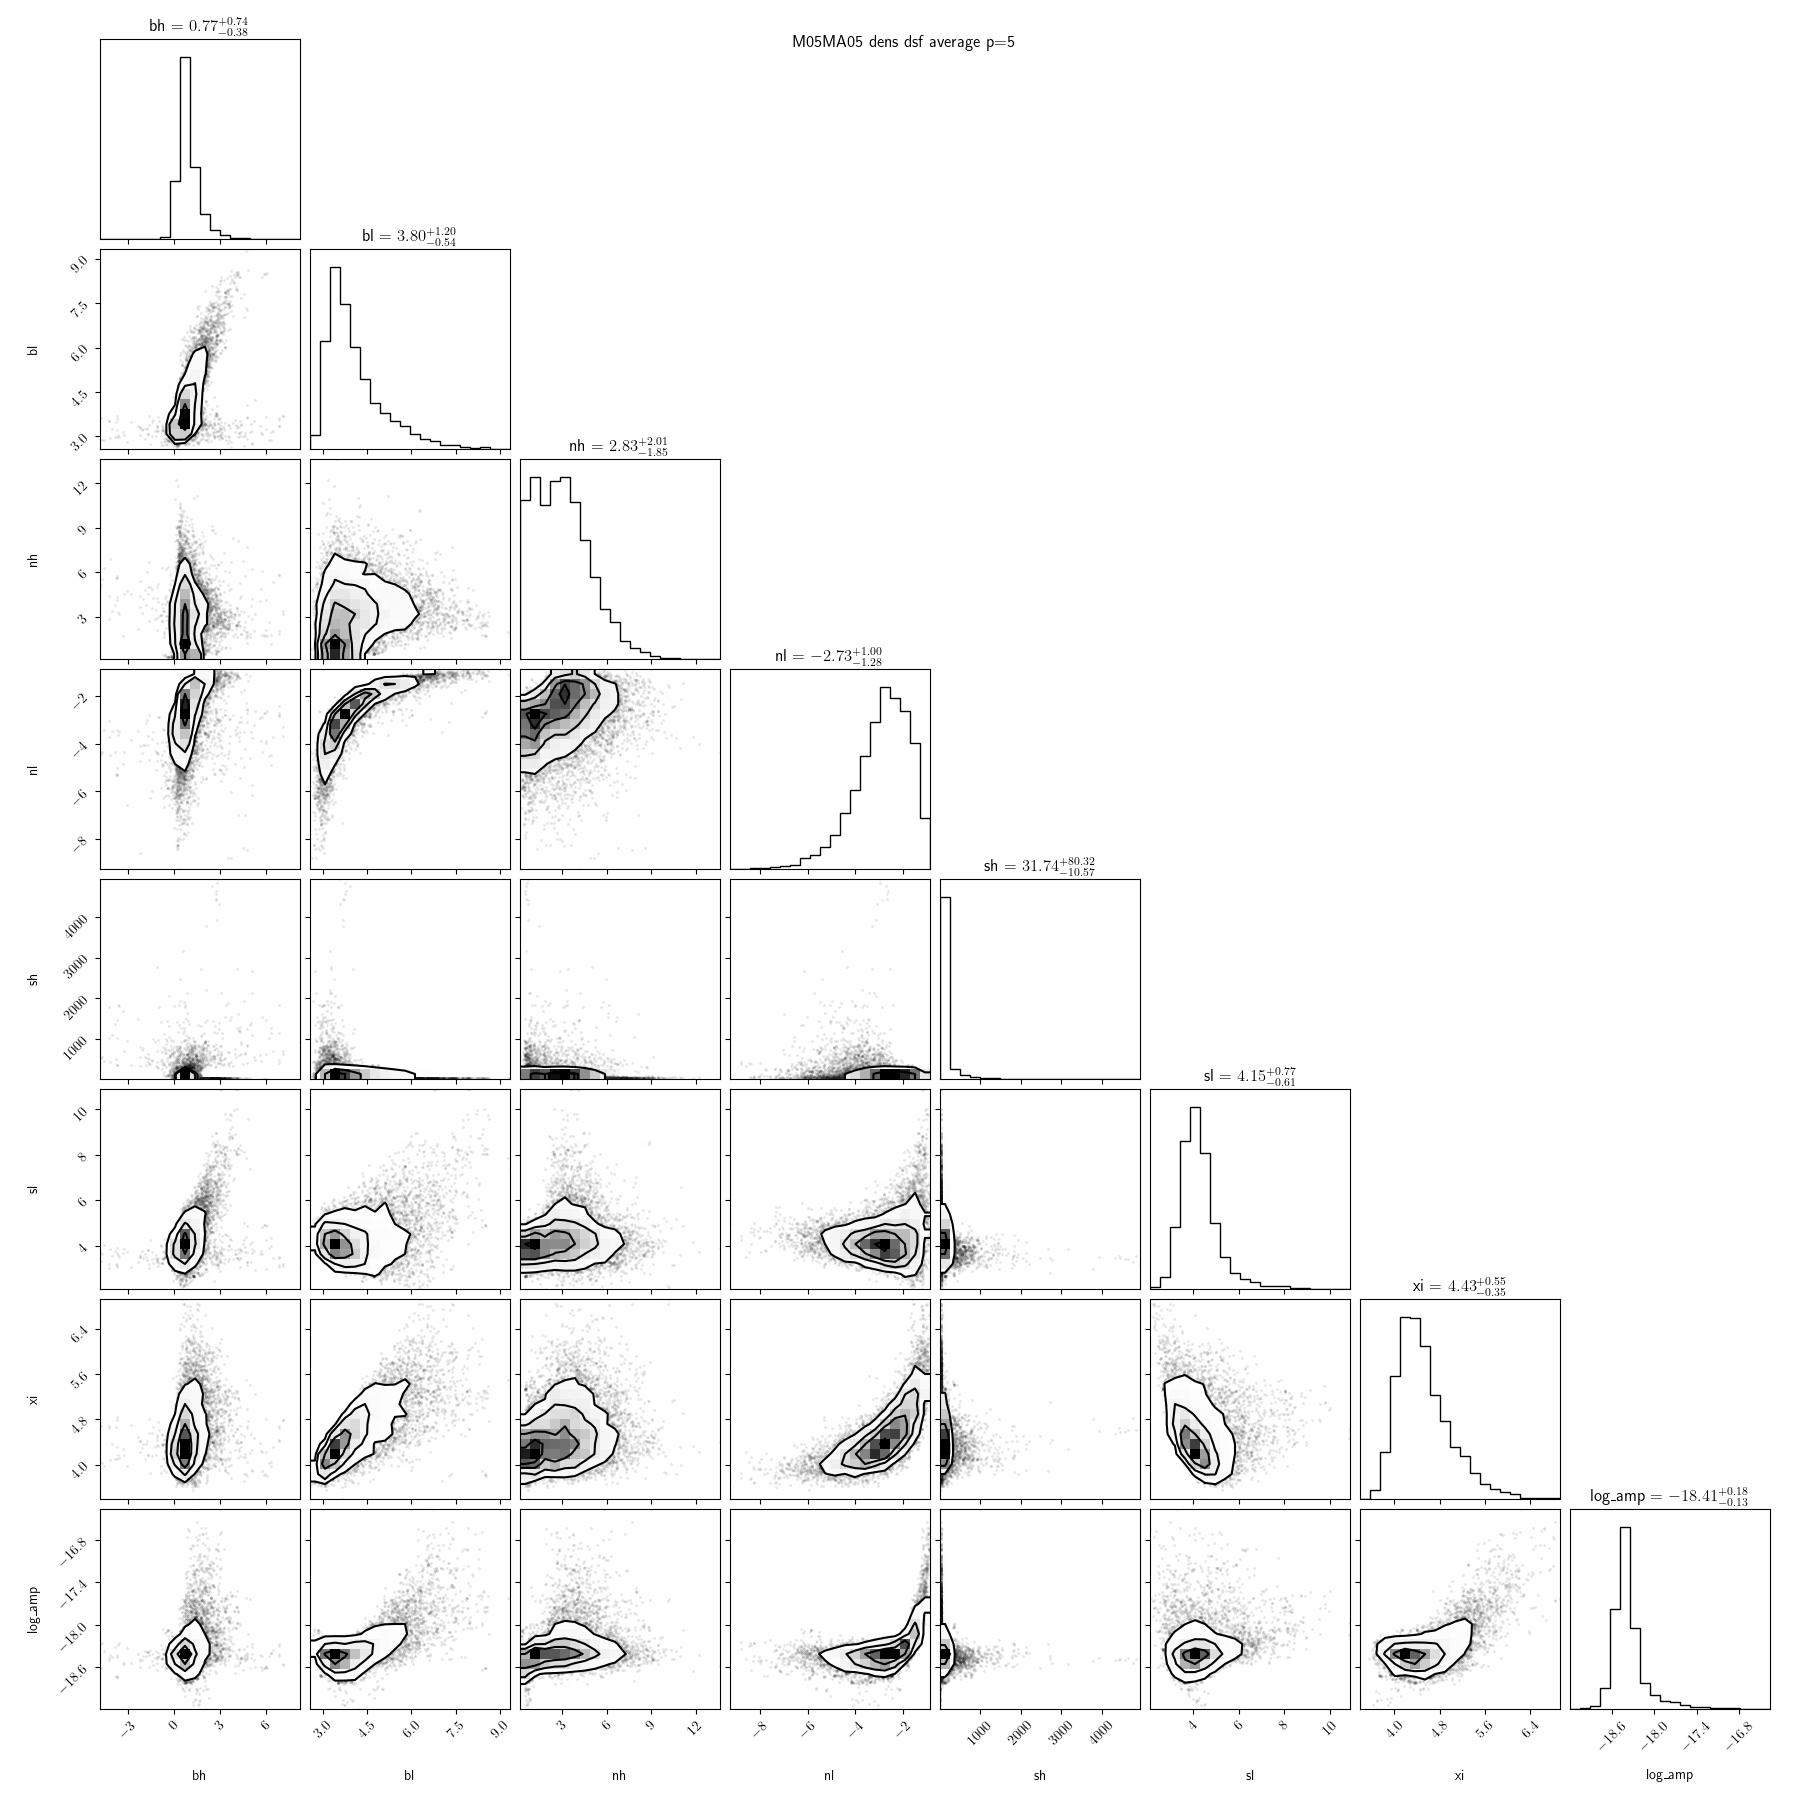 M05MA05 dens dsf average p=5
bh = 0.77+0.74−0.38
bl = 3.80+1.20−0.54
9.0
7.5
6.0
4.5
3.0
bl
nh = 2.83+2.01−1.85
12
9
6
3
nh
nl = −2.73+1.00−1.28
−2
−4
−6
−8
nl
sh = 31.74+80.32−10.57
4000
3000
2000
1000
sh
sl = 4.15+0.77−0.61
10
8
6
4
sl
xi = 4.43+0.55−0.35
6.4
5.6
4.8
4.0
xi
log_amp = −18.41+0.18−0.13
−16.8
−17.4
−18.0
−18.6
log_amp
−3 0 3 6 3.0 4.5 6.0 7.5 9.0 3 6 9 12 −8 −6 −4 −2 1000 2000 3000 4000 4 6 8 10 4.0 4.8 5.6 6.4 −18.6 −18.0 −17.4 −16.8
bh bl nh nl sh sl xi log_amp